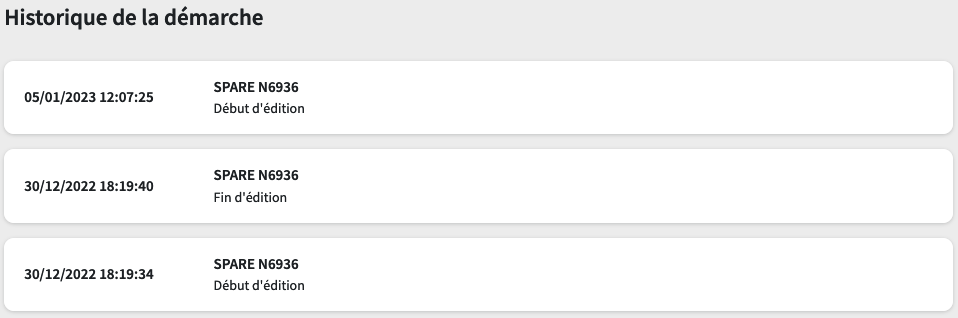 Historique de la démarche
05/01/2023 12:07:25
SPARE N6936
Début d'édition
30/12/2022 18:19:40
SPARE N6936
Fin d'édition
30/12/2022 18:19:34
SPARE N6936
Début d'édition